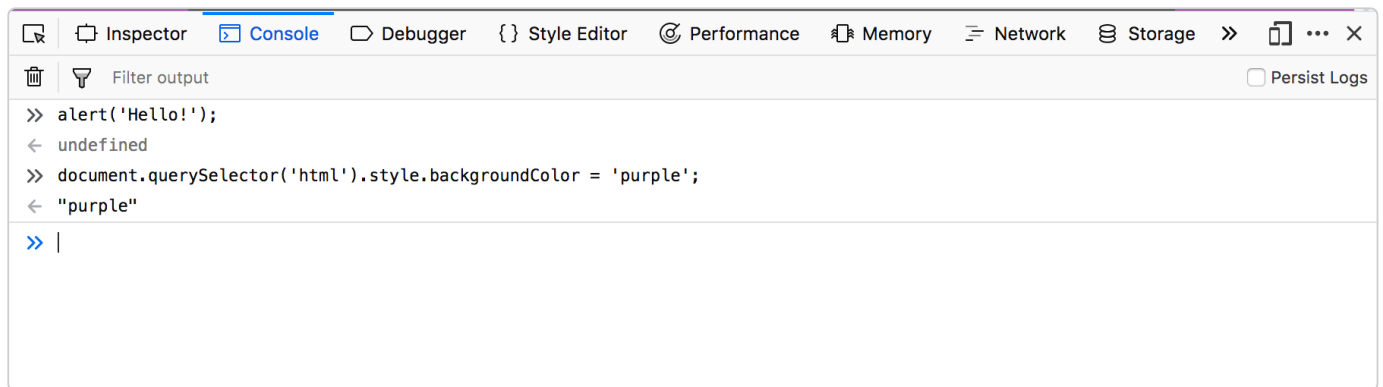 Inspector Console Debugger { } Style Editor Performance Memory Network Storage
Filter output Persist Logs
alert('Hello!');
undefined
document.querySelector('html').style.backgroundColor = 'purple';
"purple"